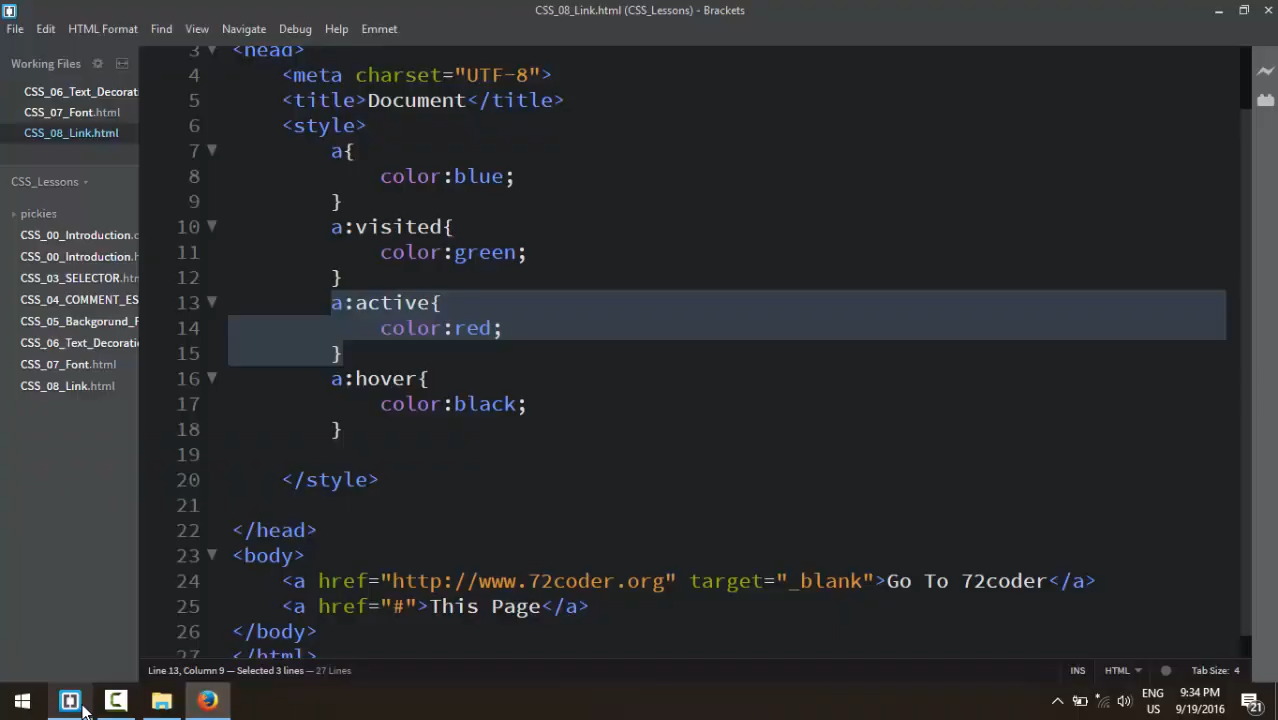 CSS_08_Link.html (CSS_Lessons) - Brackets
File Edit HTML Format Find View Navigate Debug Help Emmet
Working Files
CSS_06_Text_Decorati
CSS_07_Font.html
CSS_08_Link.html
CSS_Lessons
pickies
CSS_00_Introduction.c
CSS_00_Introduction.h
CSS_03_SELECTOR.htm
CSS_04_COMMENT_ES
CSS_05_Backgorund_F
CSS_06_Text_Decoratio
CSS_07_Font.html
CSS_08_Link.html
3 <head>
4 <meta charset="UTF-8">
5 <title>Document</title>
6 <style>
7 a{
8 color:blue;
9 }
10 a:visited{
11 color:green;
12 }
13 a:active{
14 color:red;
15 }
16 a:hover{
17 color:black;
18 }
19
20 </style>
21
22 </head>
23 <body>
24 <a href="http://www.72coder.org" target="_blank">Go To 72coder</a>
25 <a href="#">This Page</a>
26 </body>
27 </html>
Line 13, Column 9 — Selected 3 lines — 27 Lines
INS HTML Tab Size: 4
ENG
US
9:34 PM
9/19/2016
21